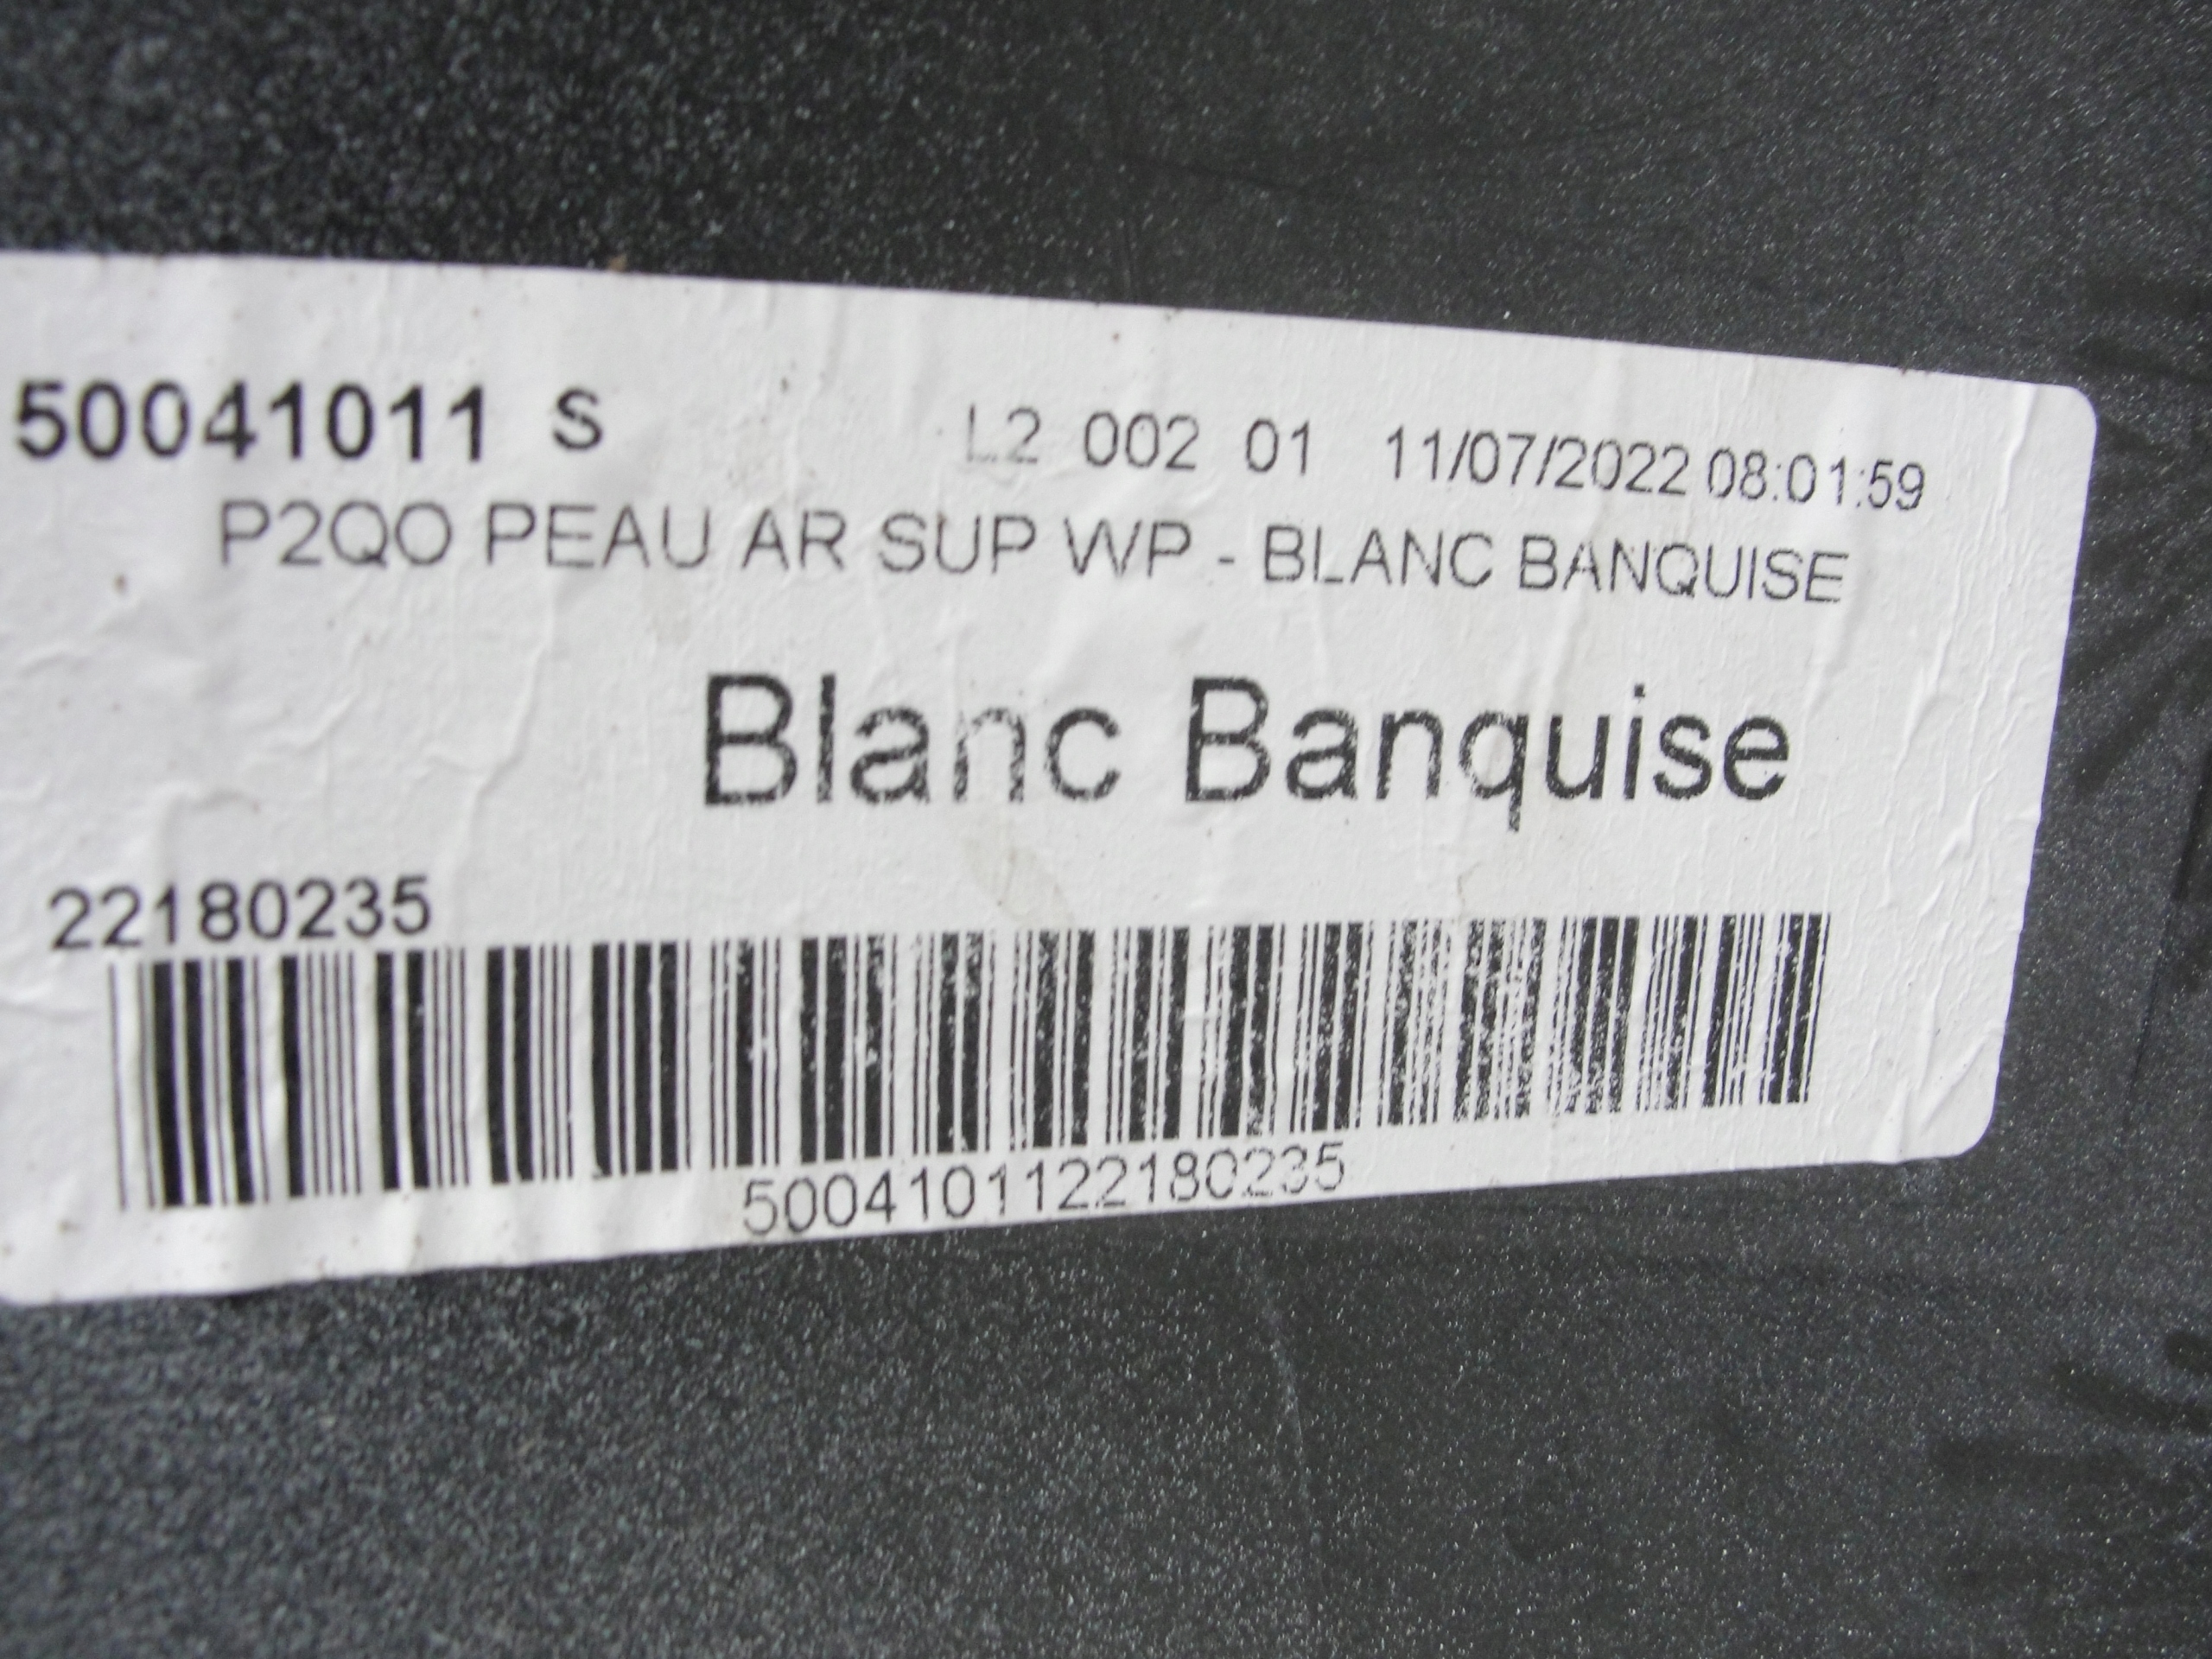 50041011 S L2 002 01 11/07/2022 08:01:59
P2QO PEAU AR SUP WP - BLANC BANQUISE
Blanc Banquise
22180235
5004101122180235